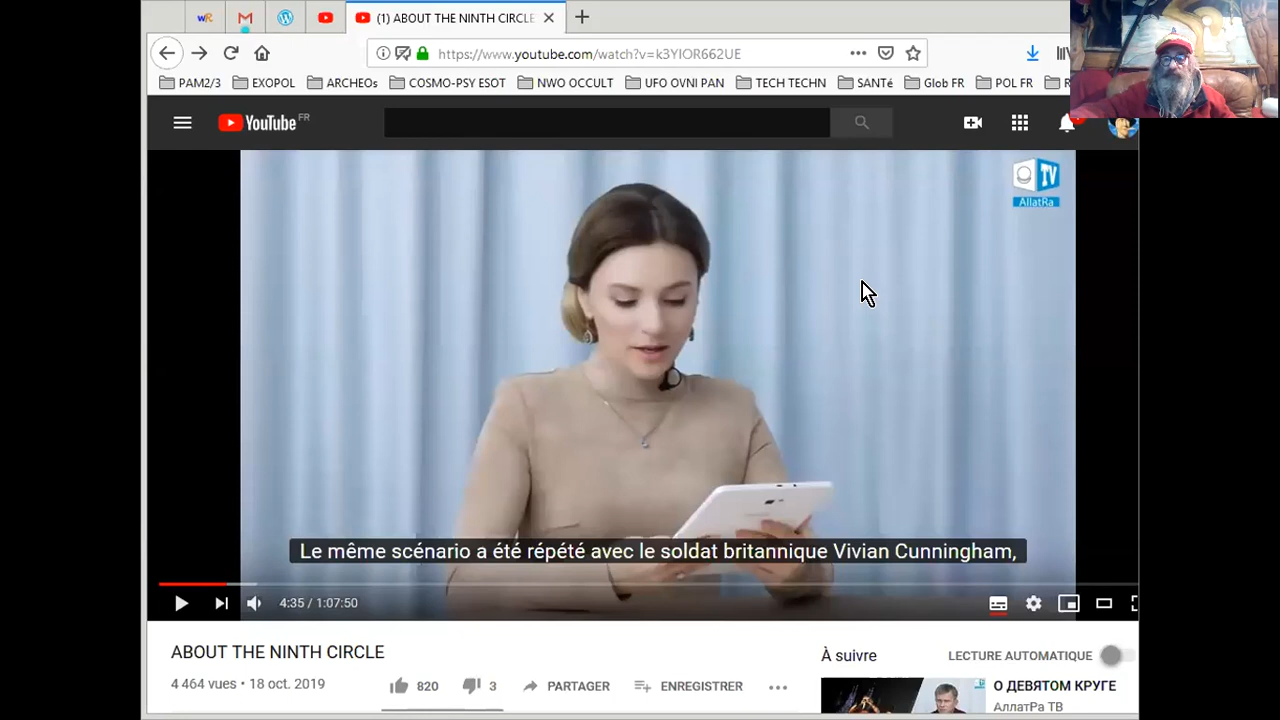 wR
(1) ABOUT THE NINTH CIRCLE
https://www.youtube.com/watch?v=k3YIOR662UE
PAM2/3 EXOPOL ARCHEOs COSMO-PSY ESOT NWO OCCULT UFO OVNI PAN TECH TECHN SANTé Glob FR POL FR
YouTube FR
TV
AllatRa
Le même scénario a été répété avec le soldat britannique Vivian Cunningham,
4:35 / 1:07:50
ABOUT THE NINTH CIRCLE
4 464 vues • 18 oct. 2019
820 3 PARTAGER ENREGISTRER
À suivre LECTURE AUTOMATIQUE
О ДЕВЯТОМ КРУГЕ
АллатРа ТВ